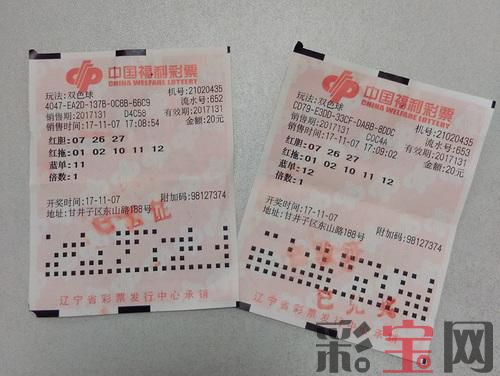 中国福利彩票
CHINA WELFARE LOTTERY
玩法:双色球 机号:21020435
4047-EA2D-137B-0C8B-66C9 流水号:652
销售期:2017131 D4C58 有效期:2017131
销售时间:17-11-07 17:08:54 金额:20元
红胆:07 26 27
红拖:01 02 10 11 12
蓝单:11
倍数:1
开奖时间:17-11-07 附加码:98127374
地址:甘井子区东山路188号
辽宁省彩票发行中心承销
中国福利彩票
CHINA WELFARE LOTTERY
玩法:双色球 机号:21020435
CD79-E3DD-33CF-DABB-BDDC 流水号:653
销售期:2017131 C0C4A 有效期:2017131
销售时间:17-11-07 17:09:02 金额:20元
红胆:07 26 27
红拖:01 02 10 11 12
蓝单:12
倍数:1
开奖时间:17-11-07 附加码:98127374
地址:甘井子区东山路188号
已兑奖
辽宁省彩票发行中心承销
彩宝网